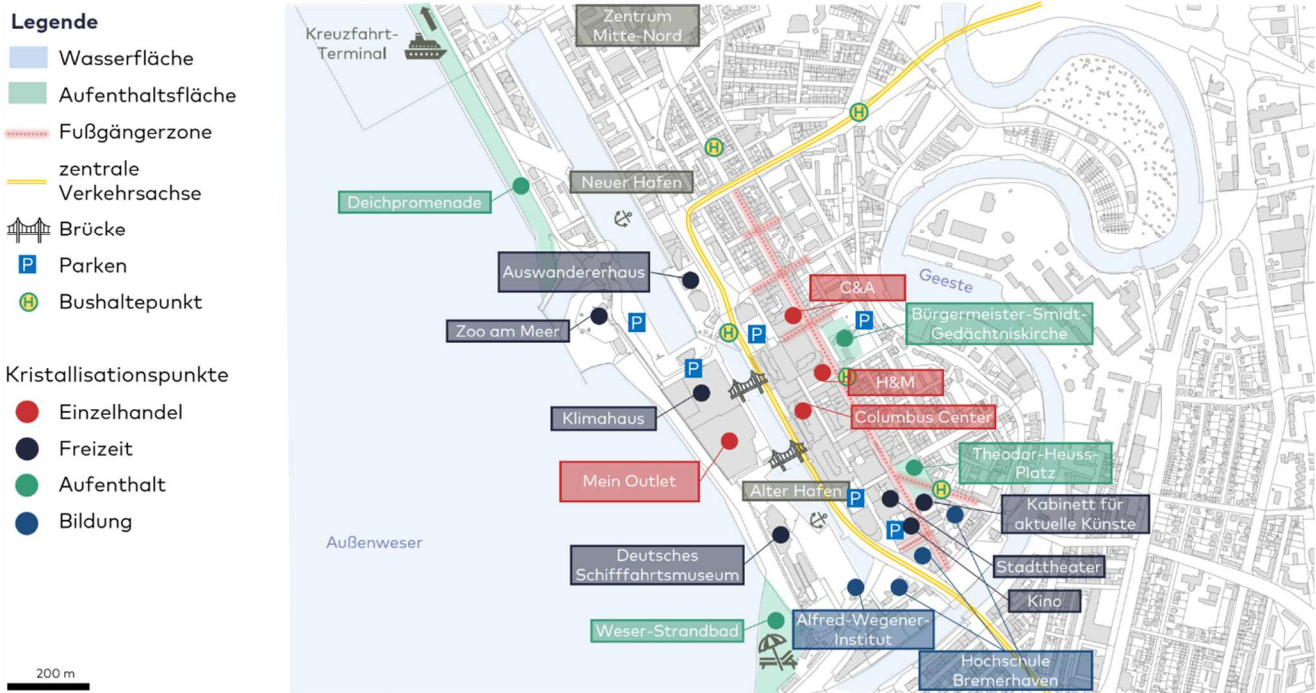 Legende
Wasserfläche
Aufenthaltsfläche
Fußgängerzone
zentrale
Verkehrsachse
Brücke
P
Parken
H
Bushaltepunkt
Kristallisationspunkte
Einzelhandel
Freizeit
Aufenthalt
Bildung
200 m
Kreuzfahrt-
Terminal
Zentrum
Mitte-Nord
H
H
Neuer Hafen
Deichpromenade
Auswandererhaus
Geeste
C&A
Zoo am Meer
P
H
P
P
Bürgermeister-Smidt-
Gedächtniskirche
P
H
H&M
Klimahaus
Columbus Center
Mein Outlet
Theodor-Heuss-
Platz
Alter Hafen
P
H
Kabinett für
aktuelle Künste
P
Außenweser
Deutsches
Schifffahrtsmuseum
Stadttheater
Kino
Weser-Strandbad
Alfred-Wegener-
Institut
Hochschule
Bremerhaven